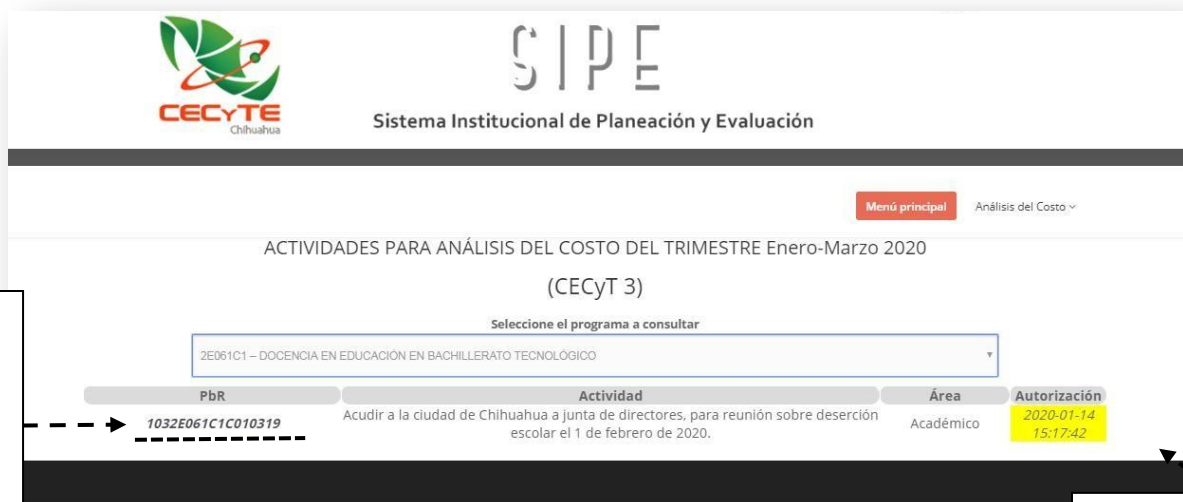 CECyTE
Chihuahua
SIPE
Sistema Institucional de Planeación y Evaluación
Menú principal
Análisis del Costo
ACTIVIDADES PARA ANÁLISIS DEL COSTO DEL TRIMESTRE Enero-Marzo 2020
(CECyT 3)
Seleccione el programa a consultar
2E061C1 – DOCENCIA EN EDUCACIÓN EN BACHILLERATO TECNOLÓGICO
PbR Actividad Área Autorización
1032E061C1C010319 Acudir a la ciudad de Chihuahua a junta de directores, para reunión sobre deserción Académico 2020-01-14
escolar el 1 de febrero de 2020. 15:17:42